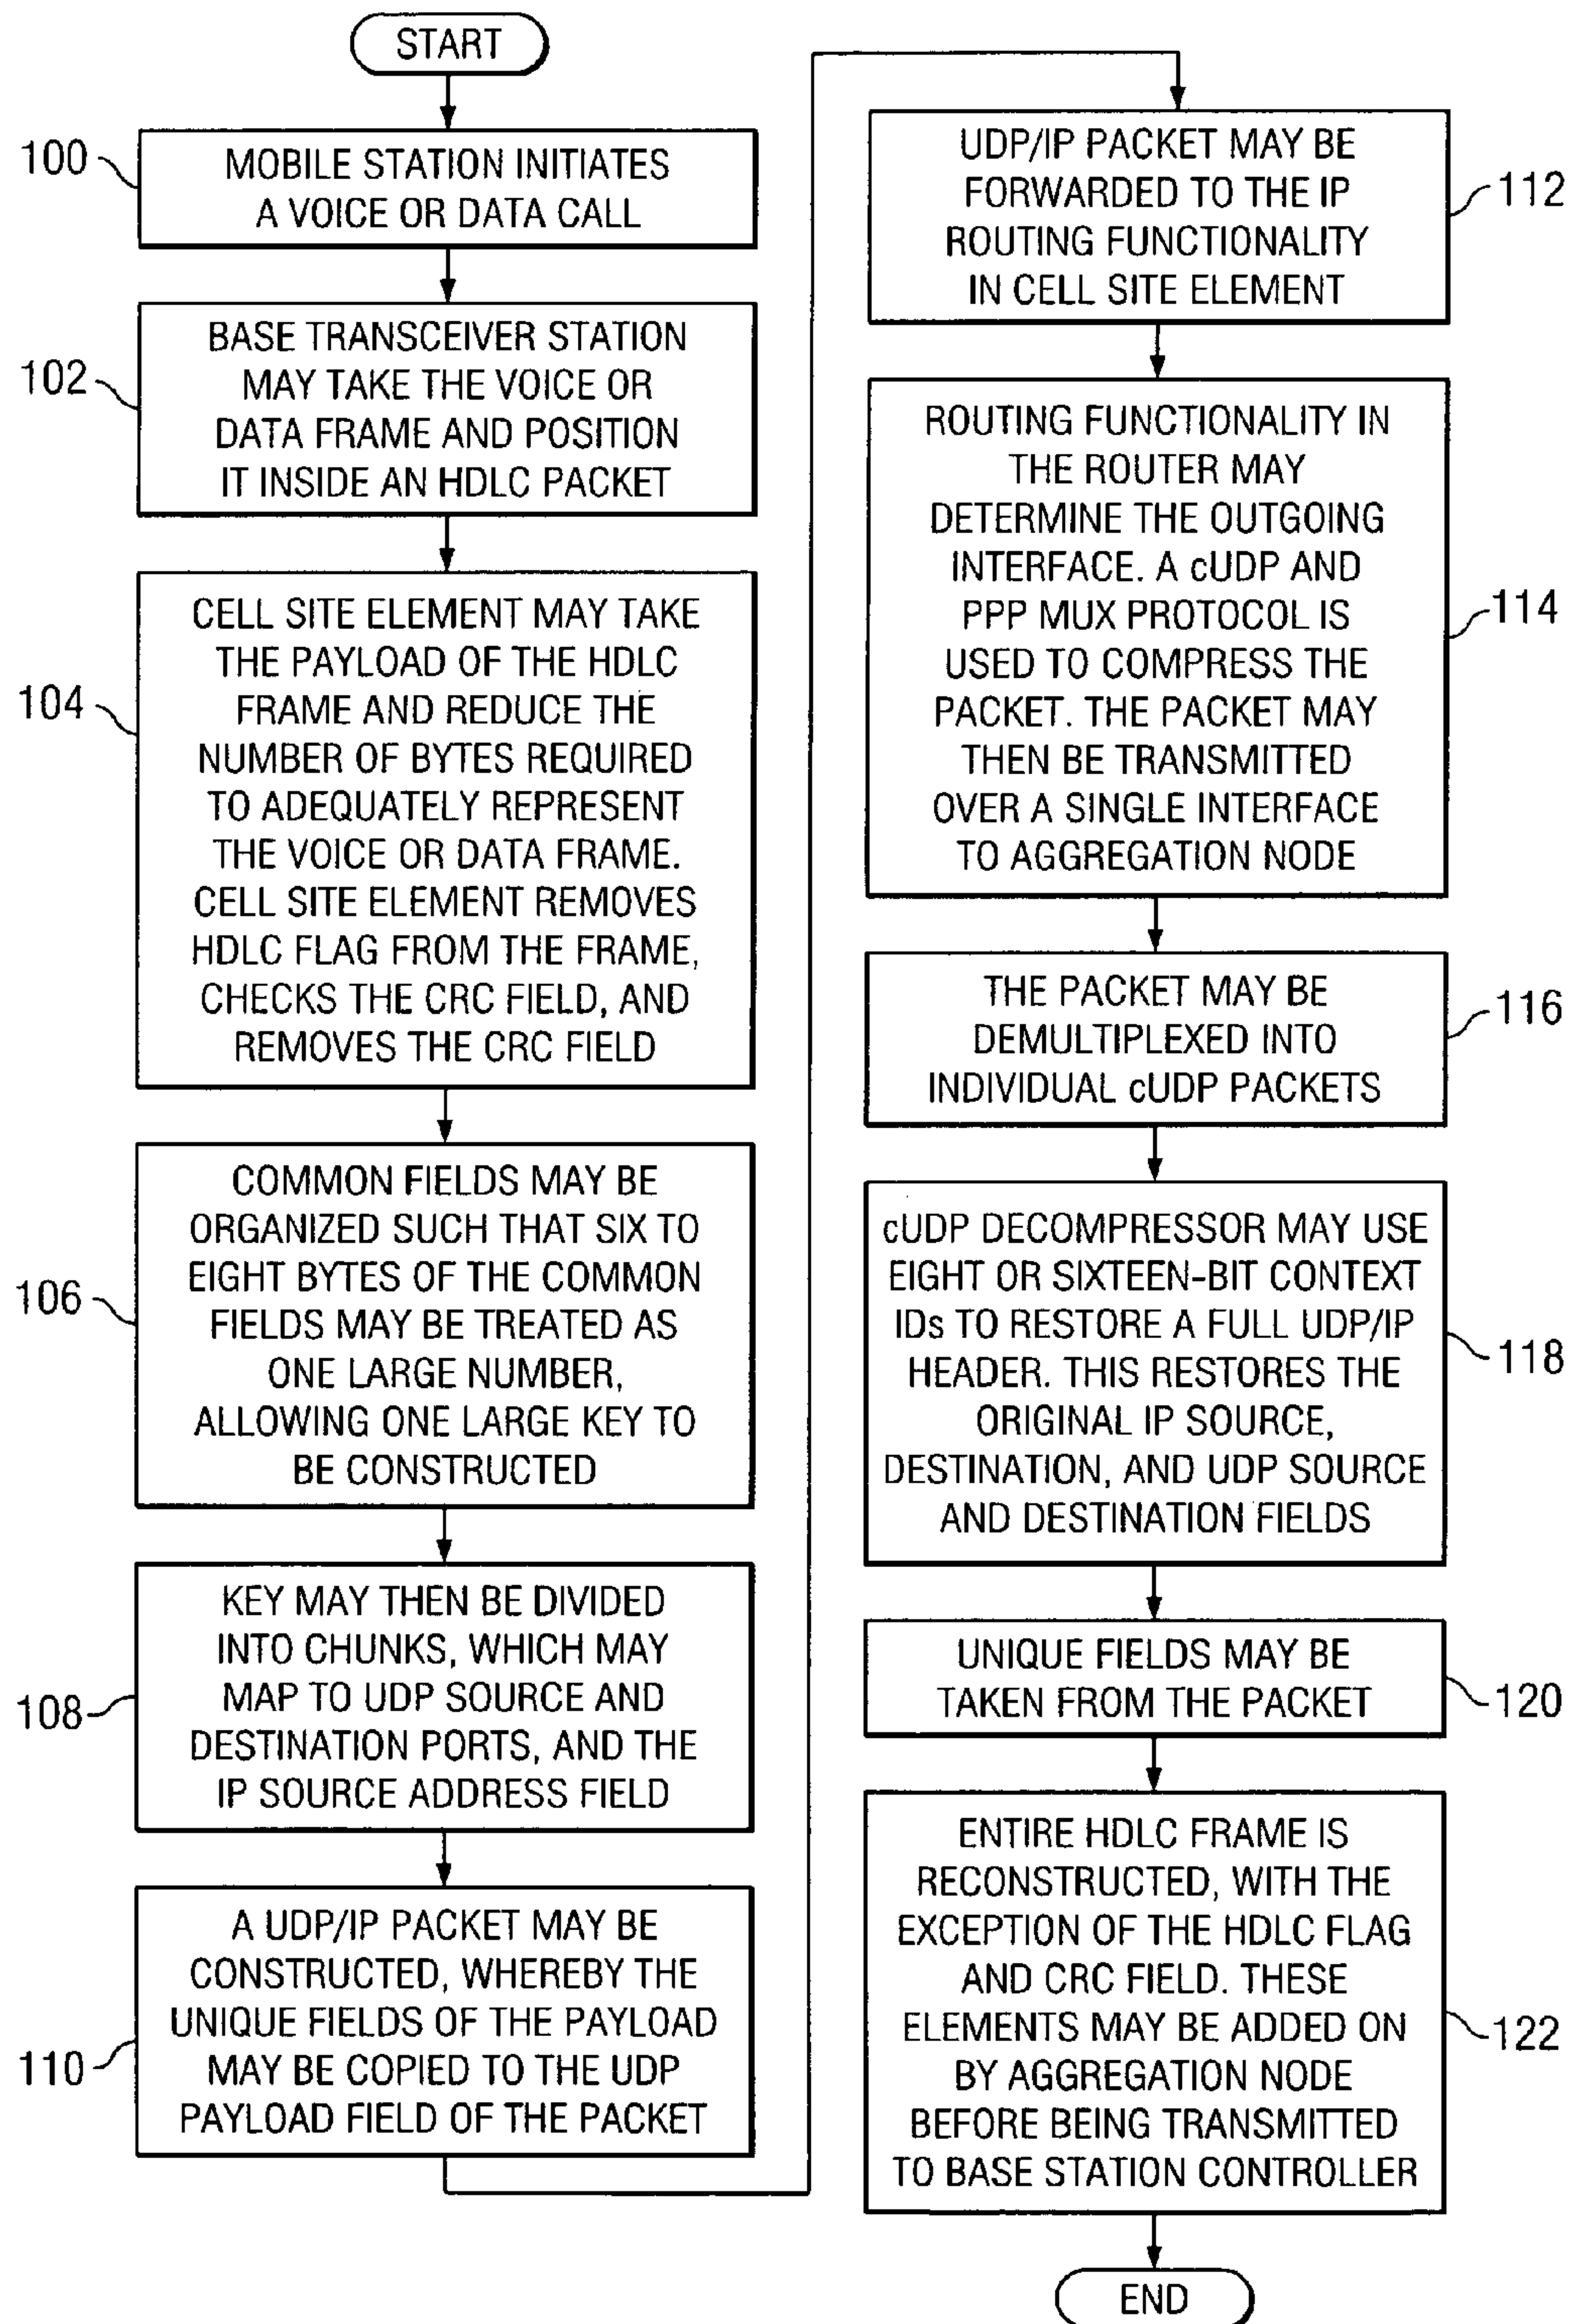 START
100
MOBILE STATION INITIATES
A VOICE OR DATA CALL
102
BASE TRANSCEIVER STATION
MAY TAKE THE VOICE OR
DATA FRAME AND POSITION
IT INSIDE AN HDLC PACKET
104
CELL SITE ELEMENT MAY TAKE
THE PAYLOAD OF THE HDLC
FRAME AND REDUCE THE
NUMBER OF BYTES REQUIRED
TO ADEQUATELY REPRESENT
THE VOICE OR DATA FRAME.
CELL SITE ELEMENT REMOVES
HDLC FLAG FROM THE FRAME,
CHECKS THE CRC FIELD, AND
REMOVES THE CRC FIELD
106
COMMON FIELDS MAY BE
ORGANIZED SUCH THAT SIX TO
EIGHT BYTES OF THE COMMON
FIELDS MAY BE TREATED AS
ONE LARGE NUMBER,
ALLOWING ONE LARGE KEY TO
BE CONSTRUCTED
108
KEY MAY THEN BE DIVIDED
INTO CHUNKS, WHICH MAY
MAP TO UDP SOURCE AND
DESTINATION PORTS, AND THE
IP SOURCE ADDRESS FIELD
110
A UDP/IP PACKET MAY BE
CONSTRUCTED, WHEREBY THE
UNIQUE FIELDS OF THE PAYLOAD
MAY BE COPIED TO THE UDP
PAYLOAD FIELD OF THE PACKET
UDP/IP PACKET MAY BE
FORWARDED TO THE IP
ROUTING FUNCTIONALITY
IN CELL SITE ELEMENT
112
ROUTING FUNCTIONALITY IN
THE ROUTER MAY
DETERMINE THE OUTGOING
INTERFACE. A cUDP AND
PPP MUX PROTOCOL IS
USED TO COMPRESS THE
PACKET. THE PACKET MAY
THEN BE TRANSMITTED
OVER A SINGLE INTERFACE
TO AGGREGATION NODE
114
THE PACKET MAY BE
DEMULTIPLEXED INTO
INDIVIDUAL cUDP PACKETS
116
cUDP DECOMPRESSOR MAY USE
EIGHT OR SIXTEEN-BIT CONTEXT
IDs TO RESTORE A FULL UDP/IP
HEADER. THIS RESTORES THE
ORIGINAL IP SOURCE,
DESTINATION, AND UDP SOURCE
AND DESTINATION FIELDS
118
UNIQUE FIELDS MAY BE
TAKEN FROM THE PACKET
120
ENTIRE HDLC FRAME IS
RECONSTRUCTED, WITH THE
EXCEPTION OF THE HDLC FLAG
AND CRC FIELD. THESE
ELEMENTS MAY BE ADDED ON
BY AGGREGATION NODE
BEFORE BEING TRANSMITTED
TO BASE STATION CONTROLLER
122
END